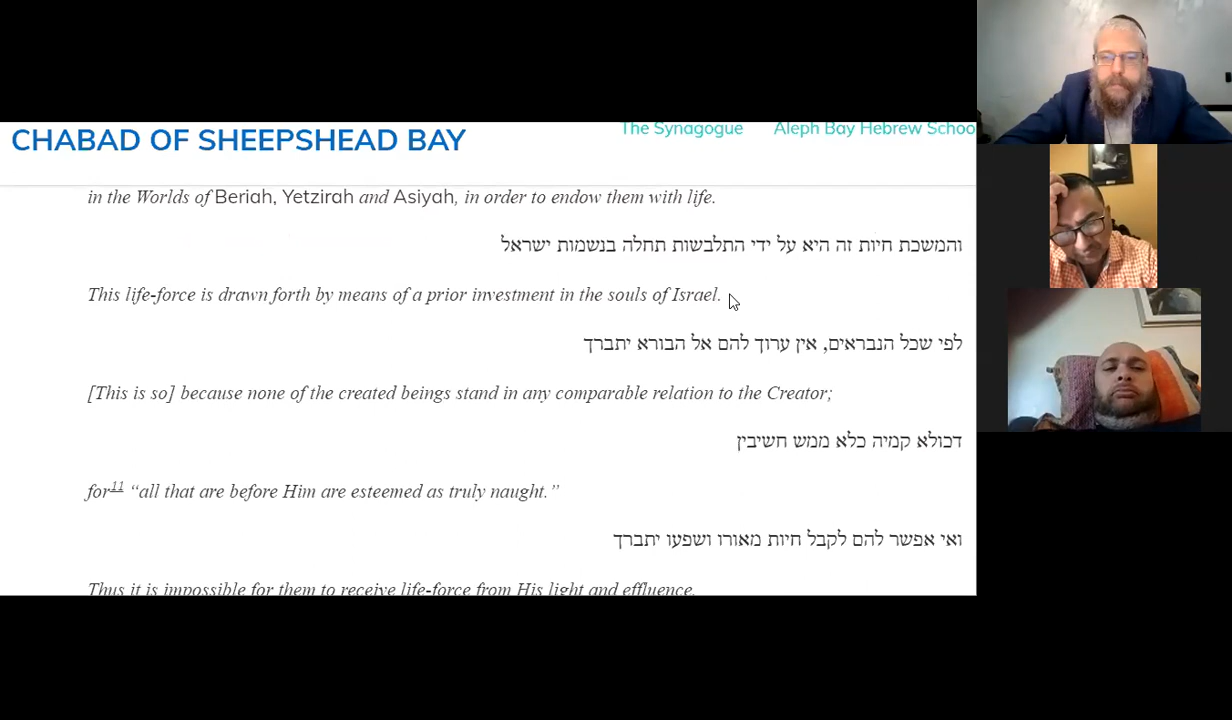 CHABAD OF SHEEPSHEAD BAY
The Synagogue Aleph Bay Hebrew Schoo
in the Worlds of Beriah, Yetzirah and Asiyah, in order to endow them with life.
והמשכת חיות זה היא על ידי התלבשות תחלה בנשמות ישראל
This life-force is drawn forth by means of a prior investment in the souls of Israel.
לפי שכל הנבראים, אין ערוך להם אל הבורא יתברך
[This is so] because none of the created beings stand in any comparable relation to the Creator;
דכולא קמיה כלא ממש חשיבין
for11 “all that are before Him are esteemed as truly naught.”
ואי אפשר להם לקבל חיות מאורו ושפעו יתברך
Thus it is impossible for them to receive life-force from His light and effluence,